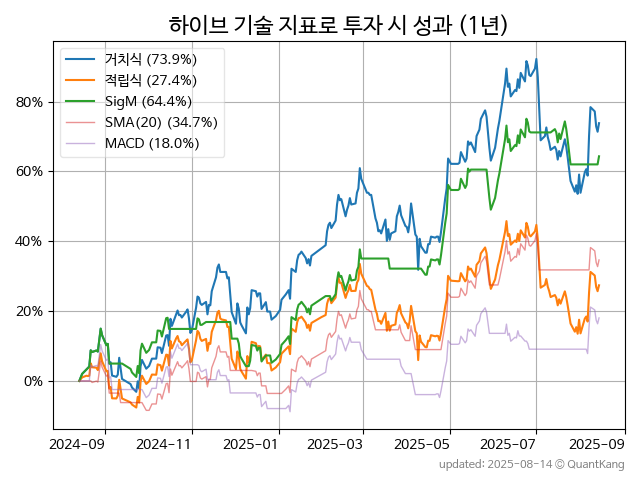 하이브 기술 지표로 투자 시 성과 (1년)
거치식 (73.9%)
적립식 (27.4%)
SigM (64.4%)
SMA(20) (34.7%)
MACD (18.0%)
80%
60%
40%
20%
0%
2024-09 2024-11 2025-01 2025-03 2025-05 2025-07 2025-09
updated: 2025-08-14 © QuantKang